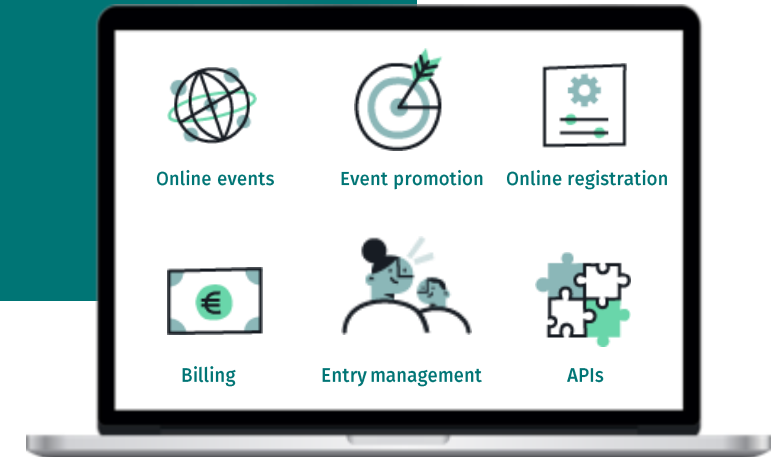 Online events
Event promotion
Online registration
€
Billing
Entry management
APIs